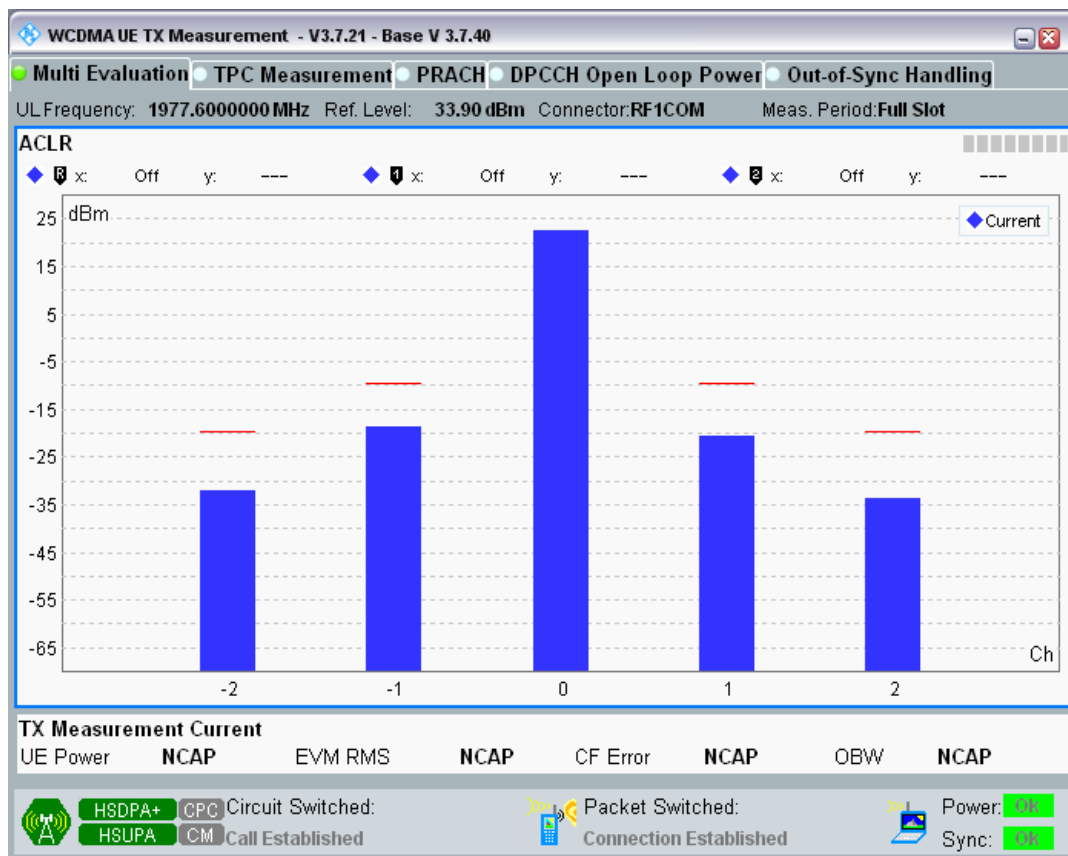 WCDMA UE TX Measurement - V3.7.21 - Base V 3.7.40
Multi Evaluation TPC Measurement PRACH DPCCH Open Loop Power Out-of-Sync Handling
UL Frequency: 1977.6000000 MHz Ref. Level: 33.90 dBm Connector:RF1COM Meas. Period:Full Slot
ACLR
R x: Off y: --- 1 x: Off y: --- 2 x: Off y: ---
dBm
Current
25
15
5
-5
-15
-25
-35
-45
-55
-65
Ch
-2 -1 0 1 2
TX Measurement Current
UE Power NCAP EVM RMS NCAP CF Error NCAP OBW NCAP
HSDPA+ CPC Circuit Switched: Packet Switched: Power: OK
HSUPA CM Call Established Connection Established Sync: OK